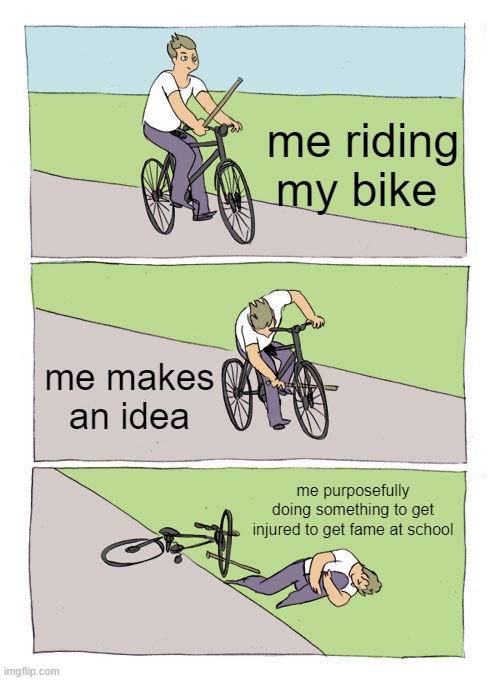 me riding
my bike
me makes
an idea
me purposefully
doing something to get
injured to get fame at school
imgflip.com